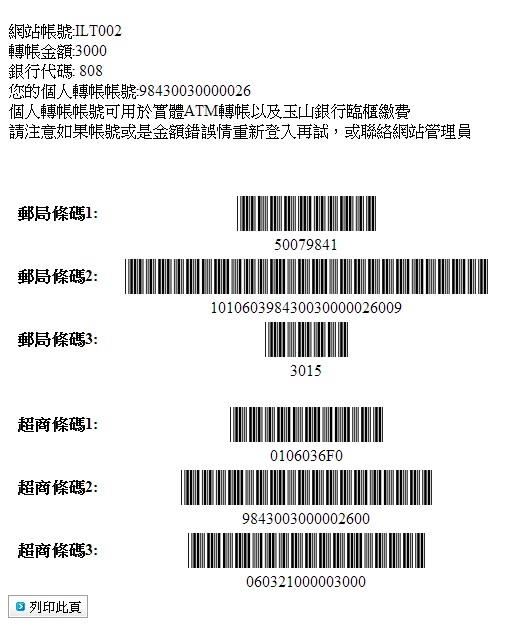 網站帳號:ILT002
轉帳金額:3000
銀行代碼: 808
您的個人轉帳帳號:98430030000026
個人轉帳帳號可用於實體ATM轉帳以及玉山銀行臨櫃繳費
請注意如果帳號或是金額錯誤情重新登入再試，或聯絡網站管理員
郵局條碼1:
50079841
郵局條碼2:
101060398430030000026009
郵局條碼3:
3015
超商條碼1:
0106036F0
超商條碼2:
9843003000002600
超商條碼3:
060321000003000
列印此頁